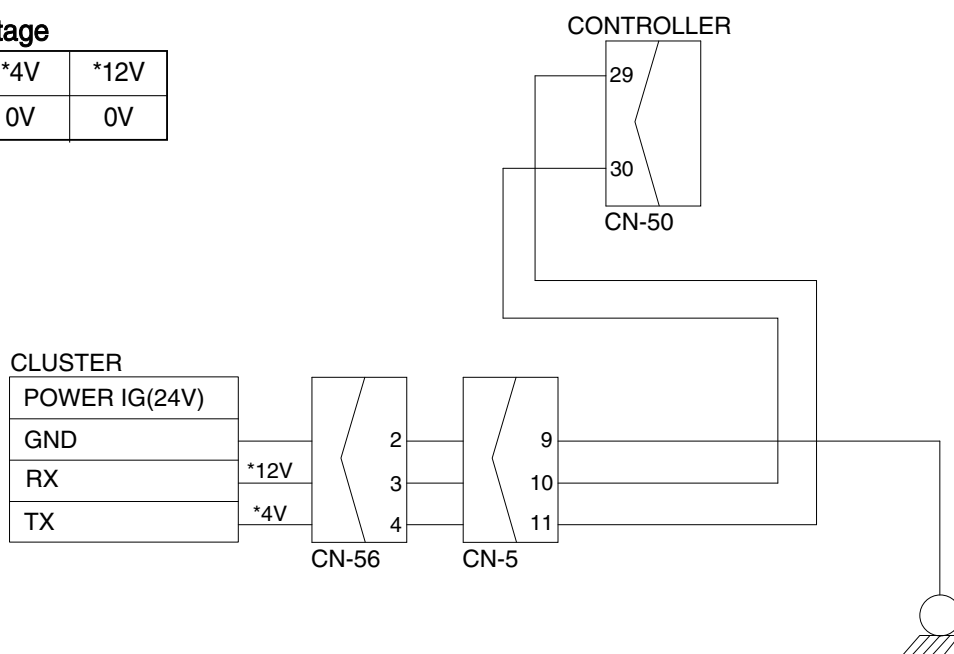 *4V *12V
0V 0V
CONTROLLER
29
30
CN-50
CLUSTER
POWER IG(24V)
GND
RX
TX
*12V
*4V
2
3
4
CN-56
9
10
11
CN-5